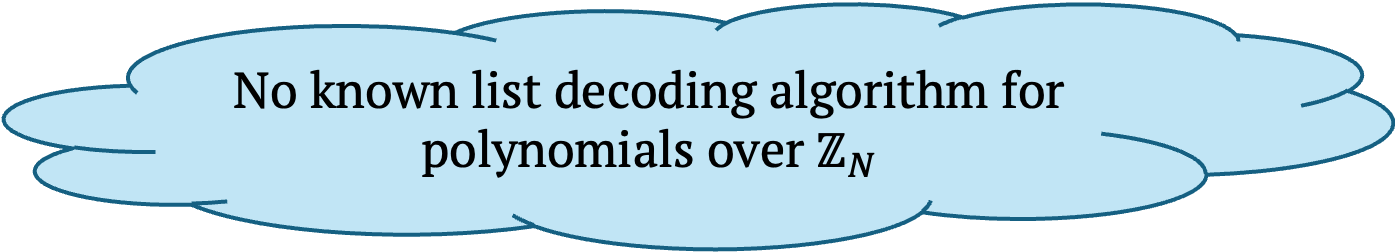 No known list decoding algorithm for
polynomials over ℤ_N